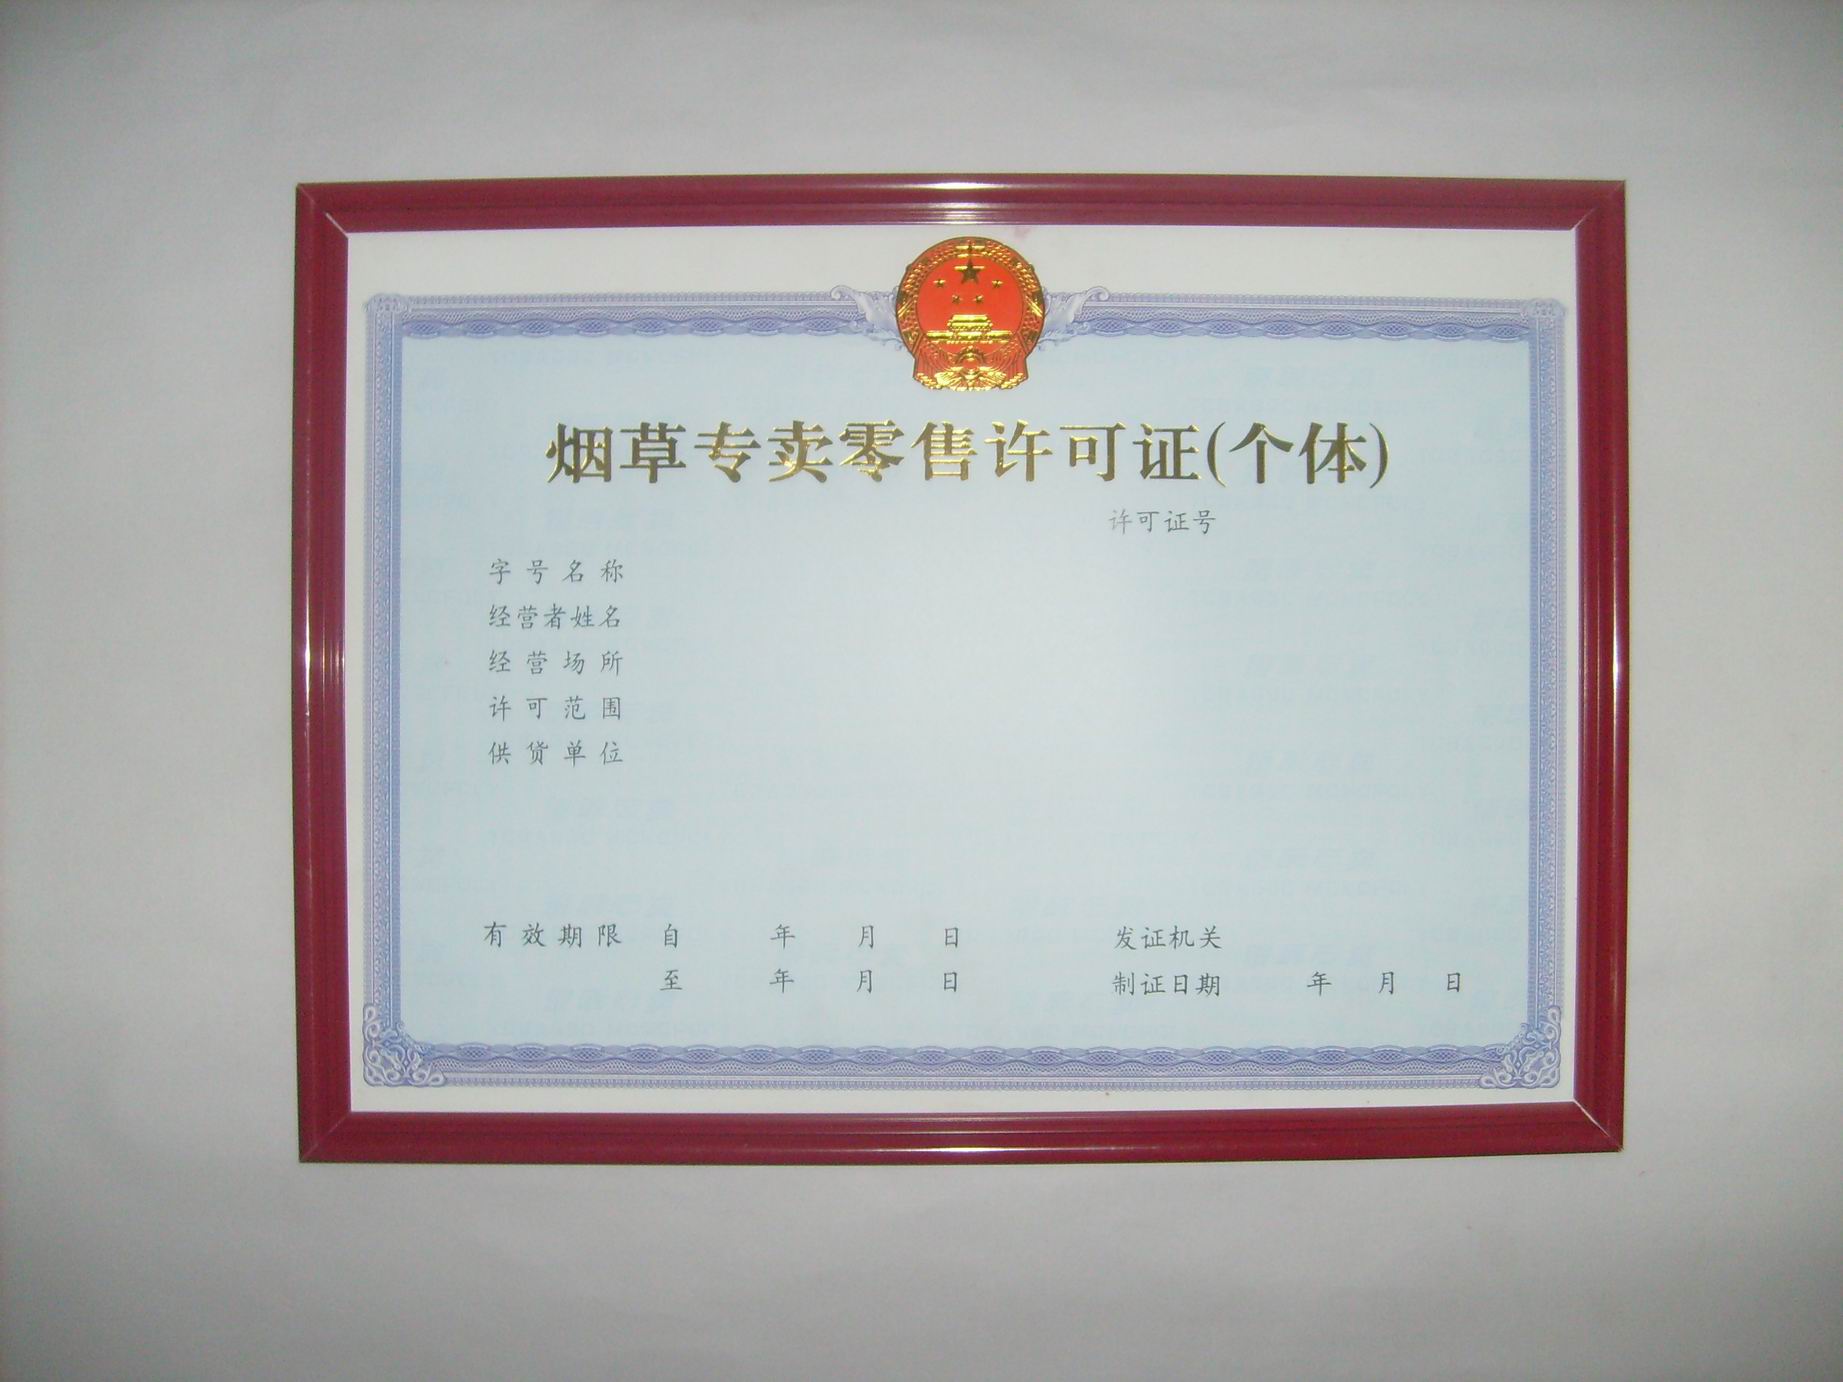 烟草专卖零售许可证(个体)
许可证号
字号名称
经营者姓名
经营场所
许可范围
供货单位
有效期限 自 年 月 日 发证机关
至 年 月 日 制证日期 年 月 日